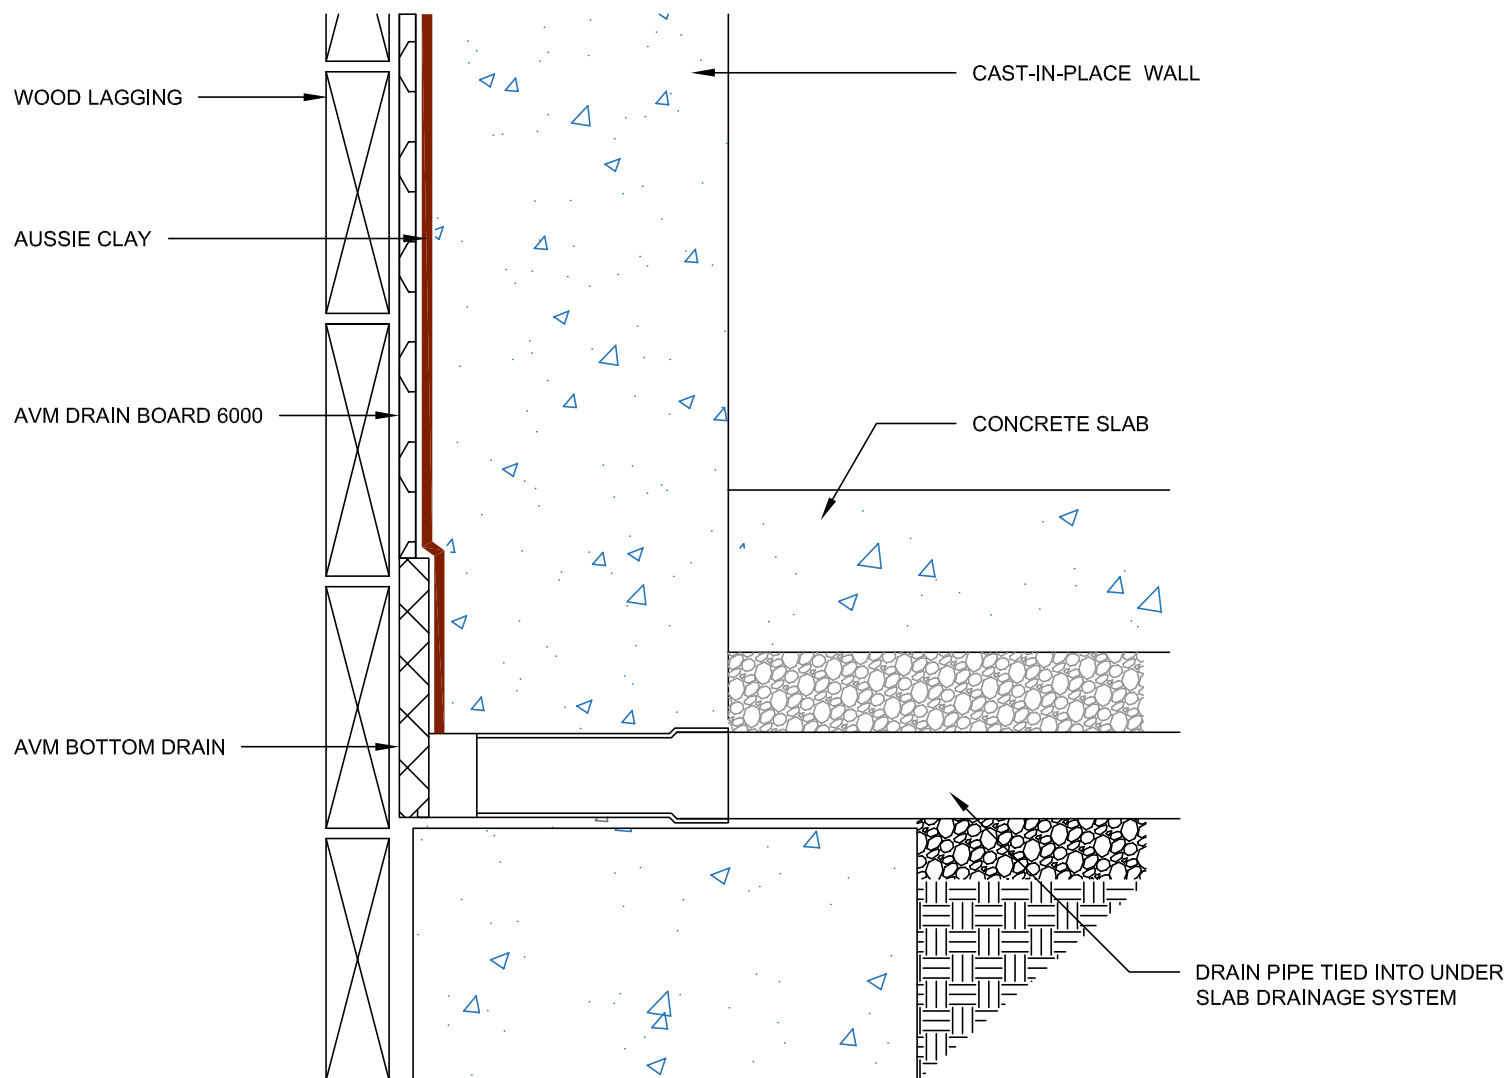 CAST-IN-PLACE WALL
WOOD LAGGING
AUSSIE CLAY
AVM DRAIN BOARD 6000
CONCRETE SLAB
AVM BOTTOM DRAIN
DRAIN PIPE TIED INTO UNDER
SLAB DRAINAGE SYSTEM